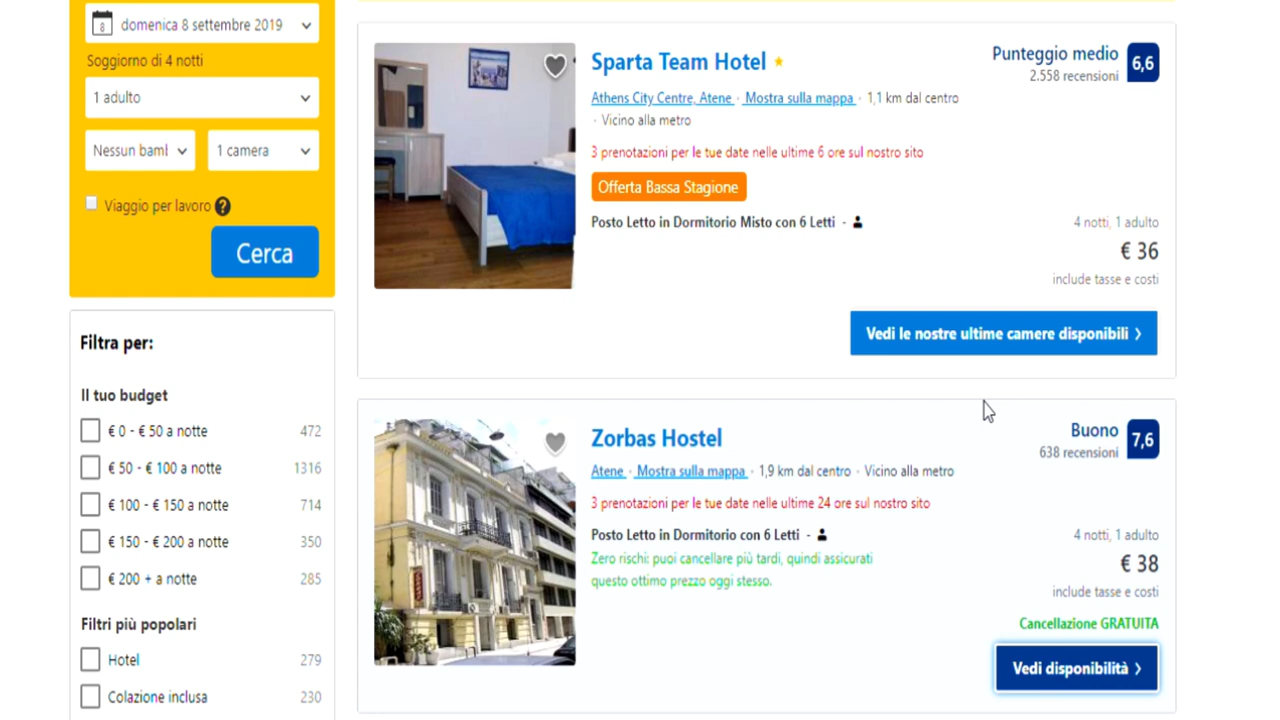 8
domenica 8 settembre 2019
Soggiorno di 4 notti
1 adulto
Nessun bambi
1 camera
Viaggio per lavoro ?
Cerca
Filtra per:
Il tuo budget
€ 0 - € 50 a notte 472
€ 50 - € 100 a notte 1316
€ 100 - € 150 a notte 714
€ 150 - € 200 a notte 350
€ 200 + a notte 285
Filtri più popolari
Hotel 279
Colazione inclusa 230
Sparta Team Hotel
Punteggio medio 6,6
2.558 recensioni
Athens City Centre, Atene · Mostra sulla mappa · 1,1 km dal centro
· Vicino alla metro
3 prenotazioni per le tue date nelle ultime 6 ore sul nostro sito
Offerta Bassa Stagione
Posto Letto in Dormitorio Misto con 6 Letti -
4 notti, 1 adulto
€ 36
include tasse e costi
Vedi le nostre ultime camere disponibili
Zorbas Hostel
Buono 7,6
638 recensioni
Atene · Mostra sulla mappa · 1,9 km dal centro · Vicino alla metro
3 prenotazioni per le tue date nelle ultime 24 ore sul nostro sito
Posto Letto in Dormitorio con 6 Letti -
4 notti, 1 adulto
Zero rischi: puoi cancellare più tardi, quindi assicurati
questo ottimo prezzo oggi stesso.
€ 38
include tasse e costi
Cancellazione GRATUITA
Vedi disponibilità